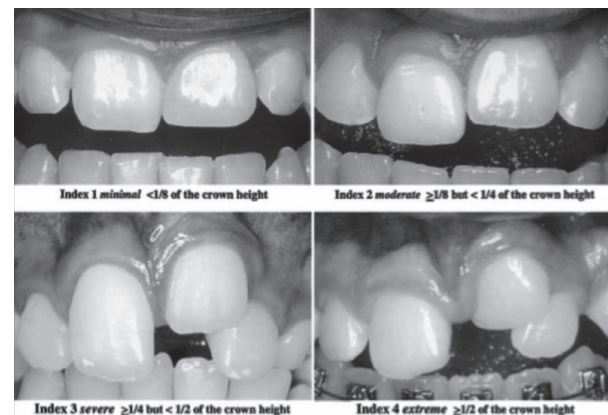 Index 1 minimal <1/8 of the crown height
Index 2 moderate ≥1/8 but < 1/4 of the crown height
Index 3 severe ≥1/4 but < 1/2 of the crown height
Index 4 extreme ≥1/2 of the crown height